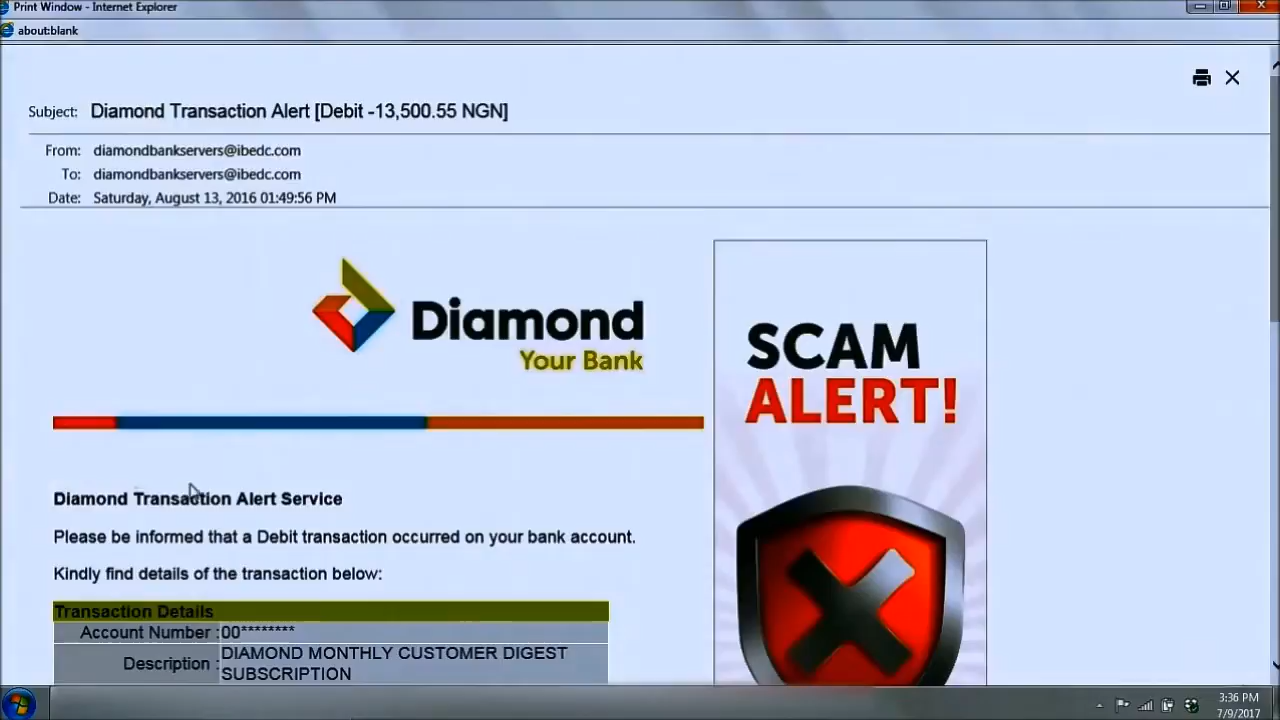 Print Window - Internet Explorer
about:blank
Subject: Diamond Transaction Alert [Debit -13,500.55 NGN]
From: diamondbankservers@ibedc.com
To: diamondbankservers@ibedc.com
Date: Saturday, August 13, 2016 01:49:56 PM
Diamond
Your Bank
SCAM
ALERT!
Diamond Transaction Alert Service
Please be informed that a Debit transaction occurred on your bank account.
Kindly find details of the transaction below:
Transaction Details
Account Number : 00********
Description : DIAMOND MONTHLY CUSTOMER DIGEST
SUBSCRIPTION
3:36 PM
7/9/2017